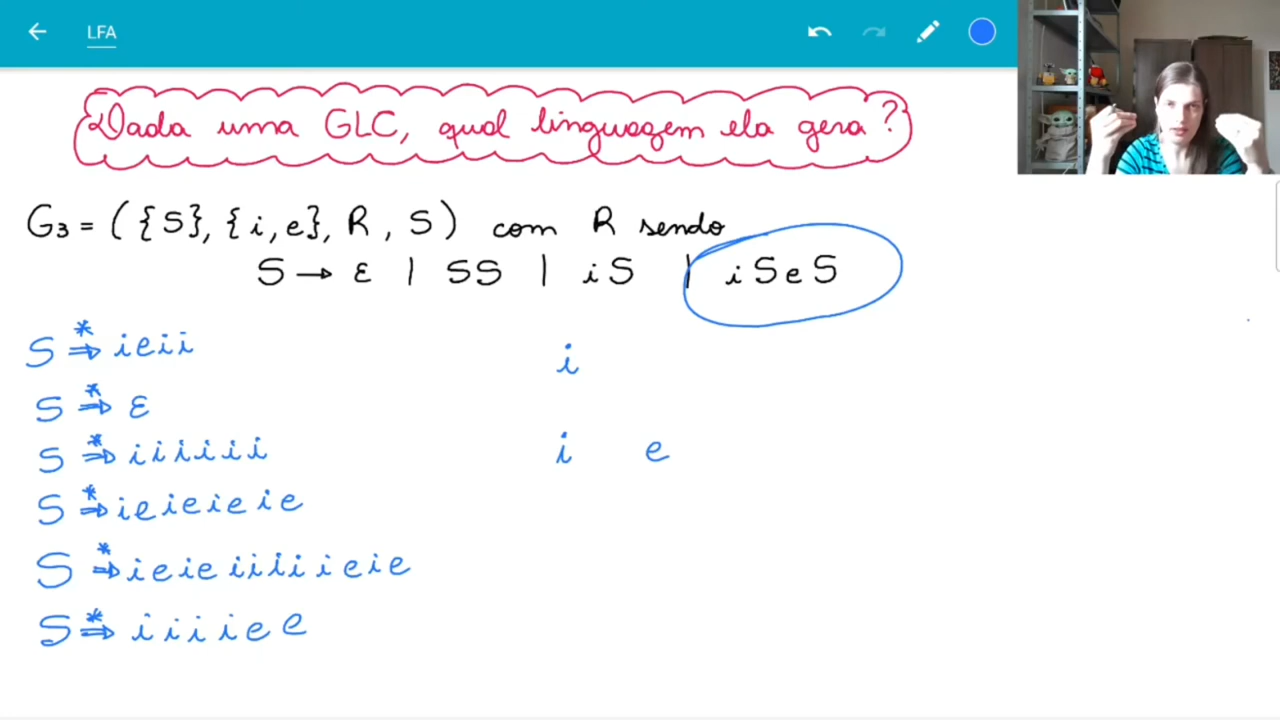 LFA
Dada uma GLC, qual linguagem ela gera?
G₃ = ({S}, {i, e}, R, S) com R sendo
S → ε | SS | iS | iSeS
S ⇒* ieii
S ⇒* ε
S ⇒* iiiiii
S ⇒* ieieieie
S ⇒* ieieiiiiieie
S ⇒* iiiiee
i
i e